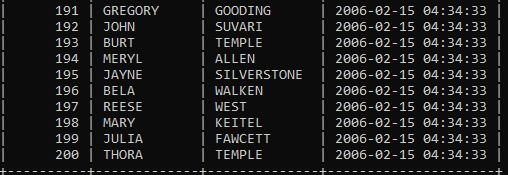 | 191 | GREGORY | GOODING | 2006-02-15 04:34:33 |
| 192 | JOHN | SUVARI | 2006-02-15 04:34:33 |
| 193 | BURT | TEMPLE | 2006-02-15 04:34:33 |
| 194 | MERYL | ALLEN | 2006-02-15 04:34:33 |
| 195 | JAYNE | SILVERSTONE | 2006-02-15 04:34:33 |
| 196 | BELA | WALKEN | 2006-02-15 04:34:33 |
| 197 | REESE | WEST | 2006-02-15 04:34:33 |
| 198 | MARY | KEITEL | 2006-02-15 04:34:33 |
| 199 | JULIA | FAWCETT | 2006-02-15 04:34:33 |
| 200 | THORA | TEMPLE | 2006-02-15 04:34:33 |
+----------+-------------+--------------+---------------------+